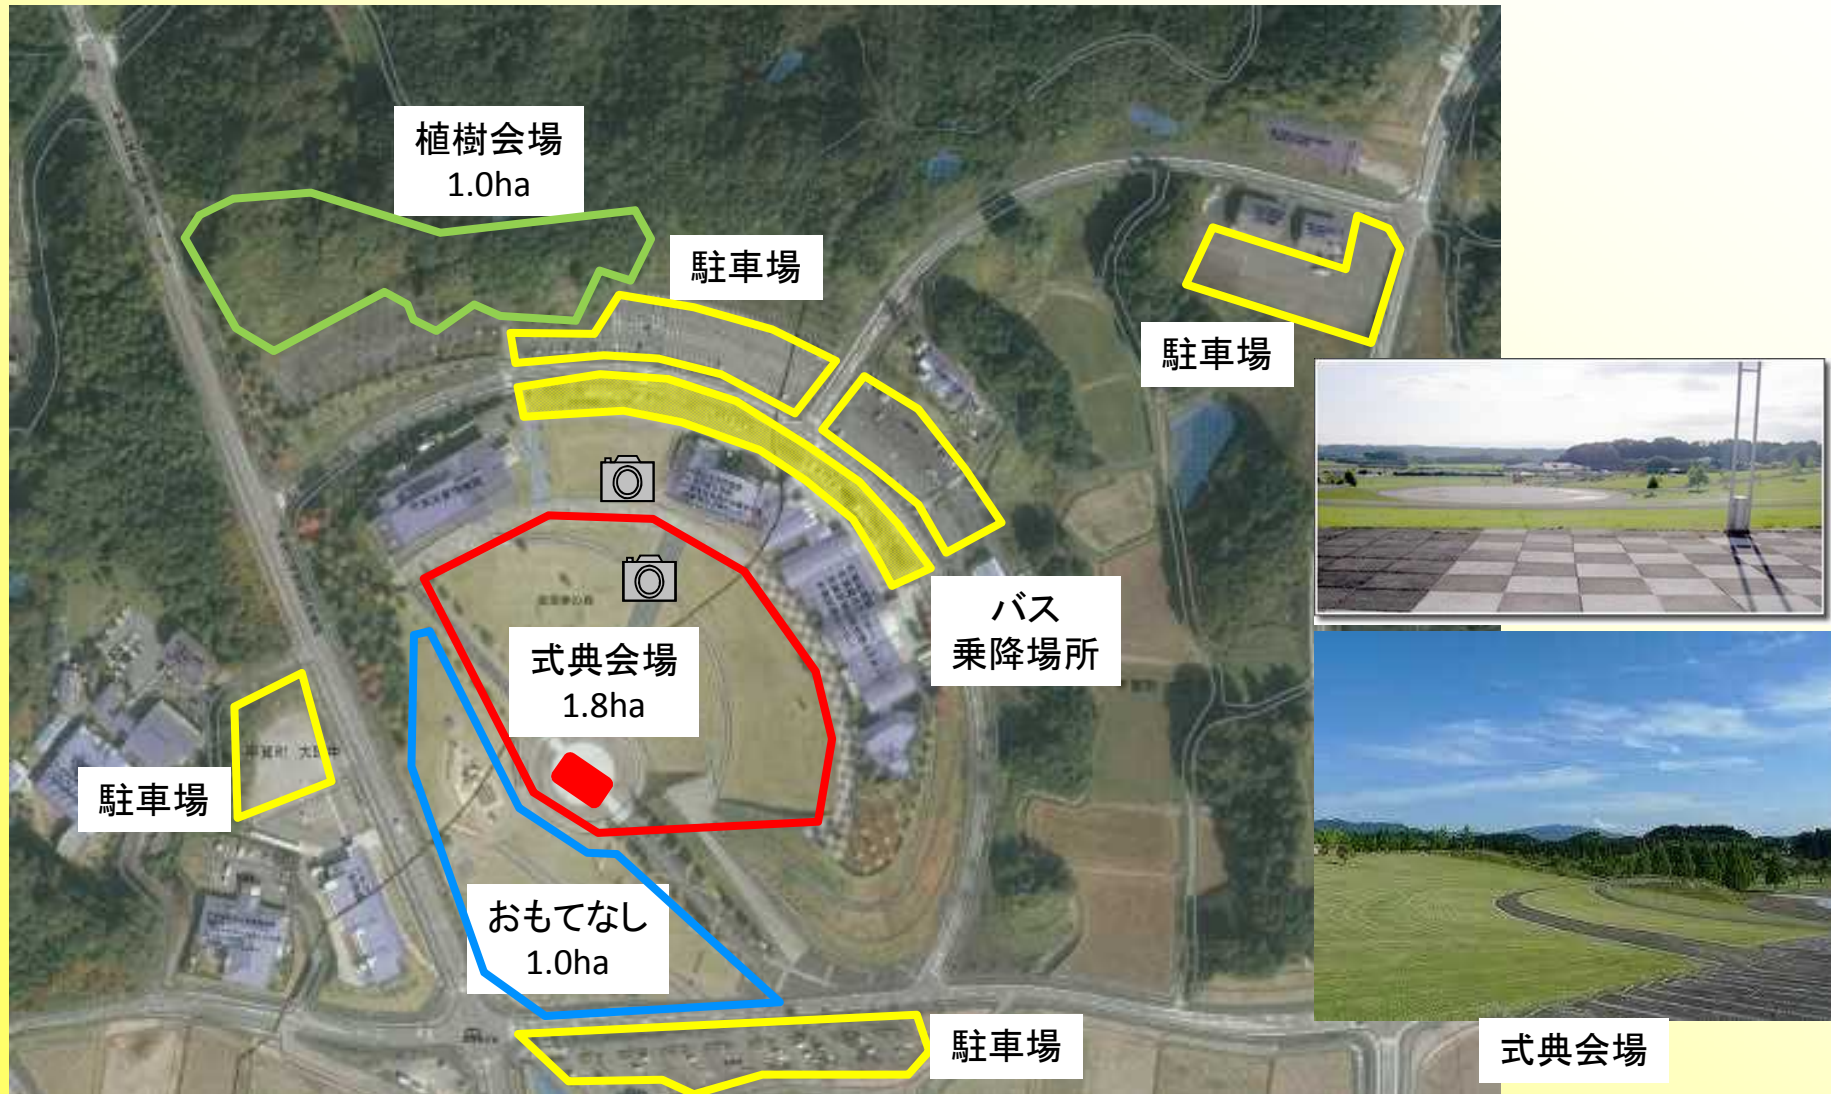 植樹会場
1.0ha
駐車場
駐車場
バス
乗降場所
式典会場
1.8ha
駐車場
おもてなし
1.0ha
駐車場
式典会場